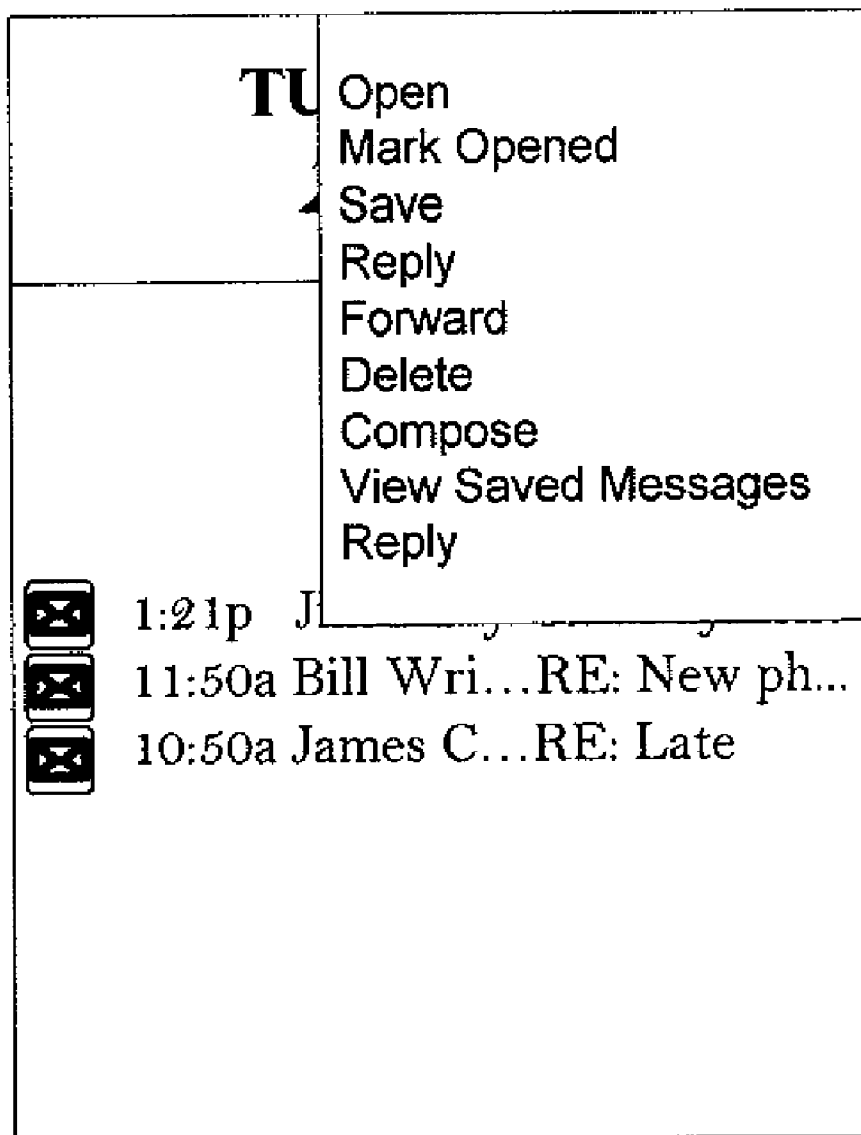 TU
Open
Mark Opened
Save
Reply
Forward
Delete
Compose
View Saved Messages
Reply
1:21p
11:50a Bill Wri...RE: New ph...
10:50a James C...RE: Late